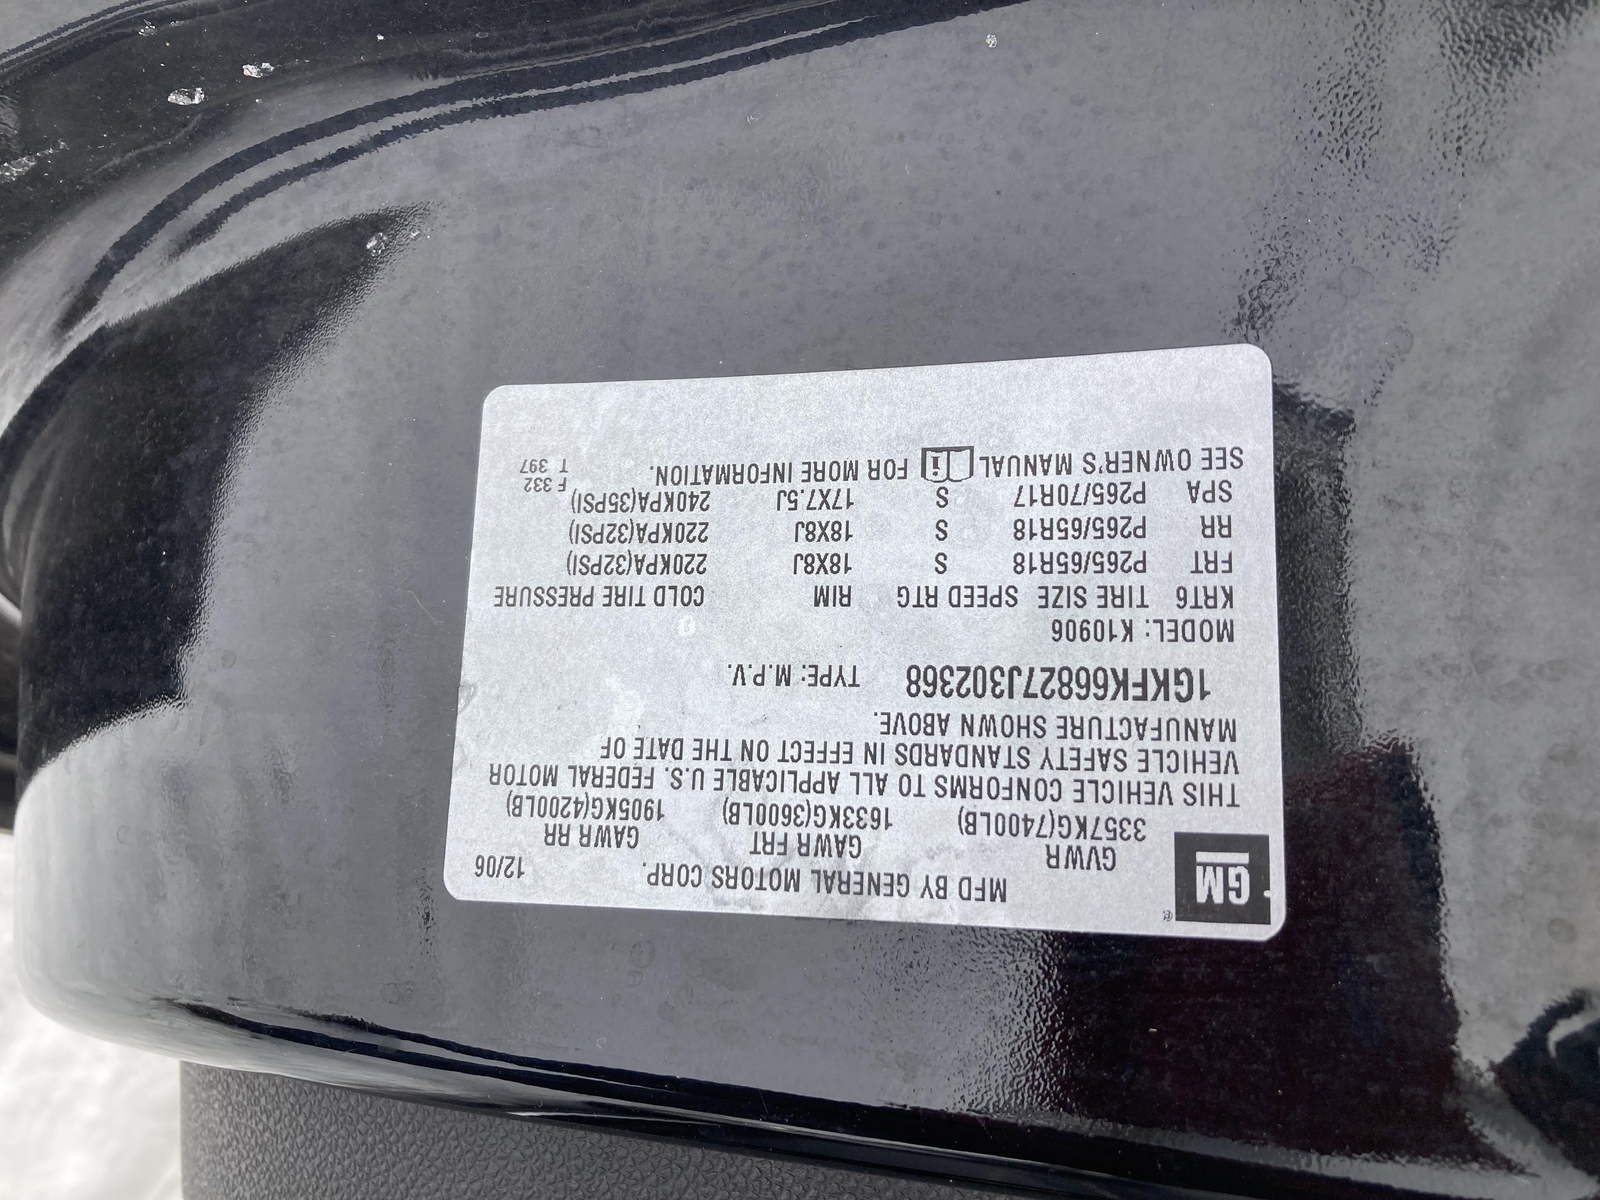 GM ®
MFD BY GENERAL MOTORS CORP. 12/06
GVWR GAWR FRT GAWR RR
3357KG(7400LB) 1633KG(3600LB) 1905KG(4200LB)
THIS VEHICLE CONFORMS TO ALL APPLICABLE U.S. FEDERAL MOTOR
VEHICLE SAFETY STANDARDS IN EFFECT ON THE DATE OF
MANUFACTURE SHOWN ABOVE.
1GKFK66827J302368 TYPE: M.P.V.
MODEL: K10906
KRT6 TIRE SIZE SPEED RTG RIM COLD TIRE PRESSURE
FRT P265/65R18 S 18X8J 220KPA(32PSI)
RR P265/65R18 S 18X8J 220KPA(32PSI)
SPA P265/70R17 S 17X7.5J 240KPA(35PSI) F 332
SEE OWNER'S MANUAL i FOR MORE INFORMATION. T 397